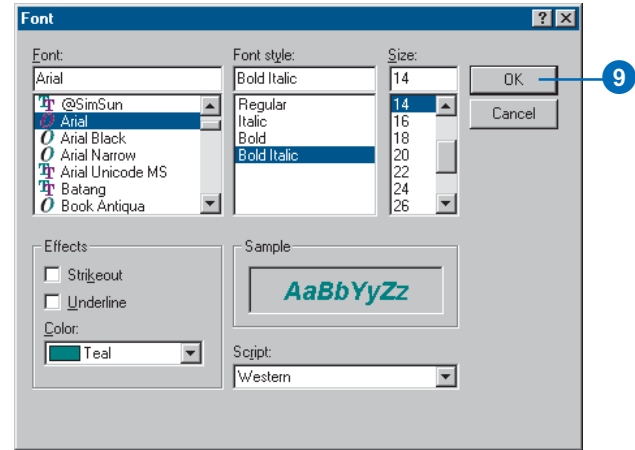 Font
Font: Font style: Size:
Arial Bold Italic 14 OK 9
@SimSun Regular 14
Arial Italic 16 Cancel
Arial Black Bold 18
Arial Narrow Bold Italic 20
Arial Unicode MS 22
Batang 24
Book Antiqua 26
Effects Sample
Strikeout
Underline AaBbYyZz
Color:
Teal Script:
Western